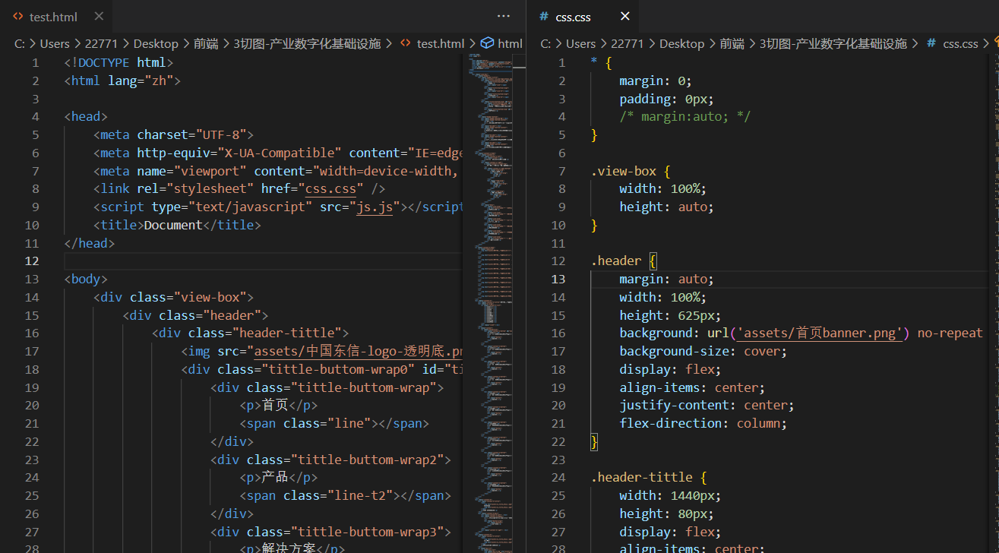 test.html
C: > Users > 22771 > Desktop > 前端 > 3切图-产业数字化基础设施 > test.html > html
1 <!DOCTYPE html>
2 <html lang="zh">
3
4 <head>
5 <meta charset="UTF-8">
6 <meta http-equiv="X-UA-Compatible" content="IE=edge
7 <meta name="viewport" content="width=device-width,
8 <link rel="stylesheet" href="css.css" />
9 <script type="text/javascript" src="js.js"></script
10 <title>Document</title>
11 </head>
12
13 <body>
14 <div class="view-box">
15 <div class="header">
16 <div class="header-tittle">
17 <img src="assets/中国东信-logo-透明底.pn
18 <div class="tittle-buttom-wrap0" id="ti
19 <div class="tittle-buttom-wrap">
20 <p>首页</p>
21 <span class="line"></span>
22 </div>
23 <div class="tittle-buttom-wrap2">
24 <p>产品</p>
25 <span class="line-t2"></span>
26 </div>
27 <div class="tittle-buttom-wrap3">
28 <p>解决方案</p>
# css.css
C: > Users > 22771 > Desktop > 前端 > 3切图-产业数字化基础设施 > # css.css >
1 * {
2 margin: 0;
3 padding: 0px;
4 /* margin:auto; */
5 }
6
7 .view-box {
8 width: 100%;
9 height: auto;
10 }
11
12 .header {
13 margin: auto;
14 width: 100%;
15 height: 625px;
16 background: url('assets/首页banner.png') no-repeat
17 background-size: cover;
18 display: flex;
19 align-items: center;
20 justify-content: center;
21 flex-direction: column;
22 }
23
24 .header-tittle {
25 width: 1440px;
26 height: 80px;
27 display: flex;
28 align-items: center;